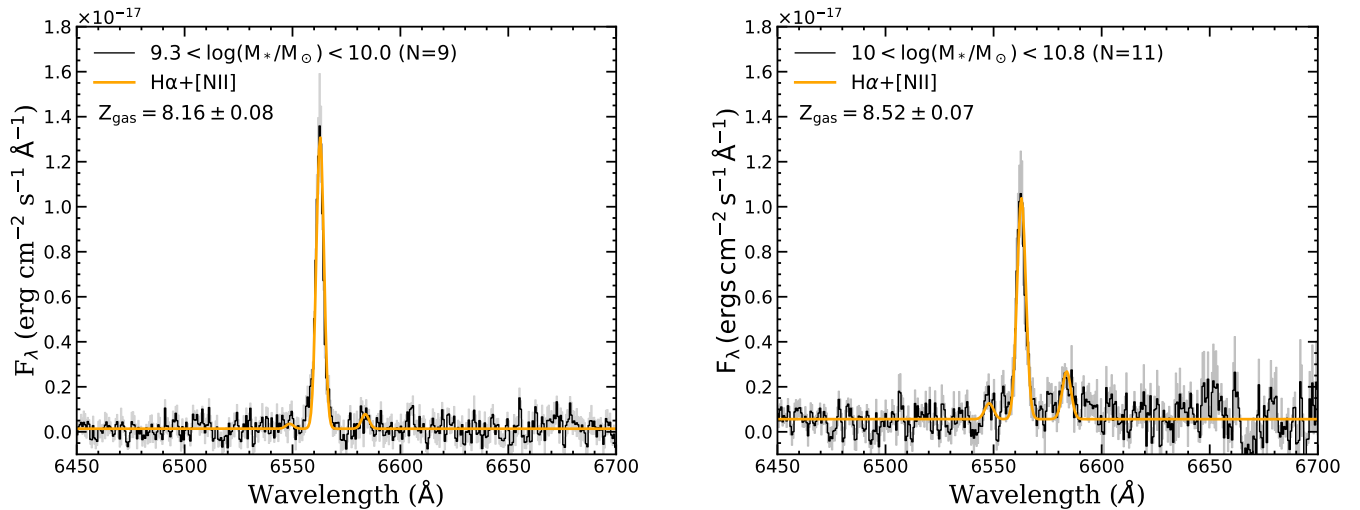 ×10⁻¹⁷
1.8
1.6
1.4
1.2
1.0
0.8
0.6
0.4
0.2
0.0
F_λ (erg cm⁻² s⁻¹ Å⁻¹)
9.3 < log(M_*/M_⊙) < 10.0 (N=9)
Hα+[NII]
Z_gas = 8.16 ± 0.08
6450 6500 6550 6600 6650 6700
Wavelength (Å)
×10⁻¹⁷
1.8
1.6
1.4
1.2
1.0
0.8
0.6
0.4
0.2
0.0
F_λ (ergs cm⁻² s⁻¹ Å⁻¹)
10 < log(M_*/M_⊙) < 10.8 (N=11)
Hα+[NII]
Z_gas = 8.52 ± 0.07
6450 6500 6550 6600 6650 6700
Wavelength (Å)